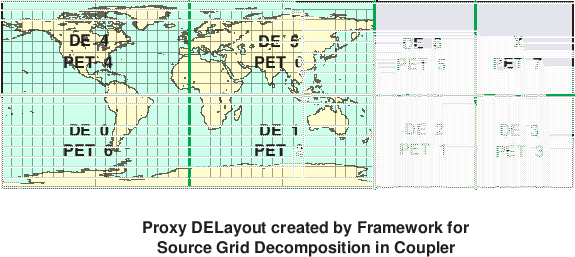 DE 4 DE 5 DE 6 X
PET 4 PET 0 PET 5 PET 7
DE 0 DE 1 DE 2 DE 3
PET 6 PET 2 PET 1 PET 3
Proxy DELayout created by Framework for
Source Grid Decomposition in Coupler